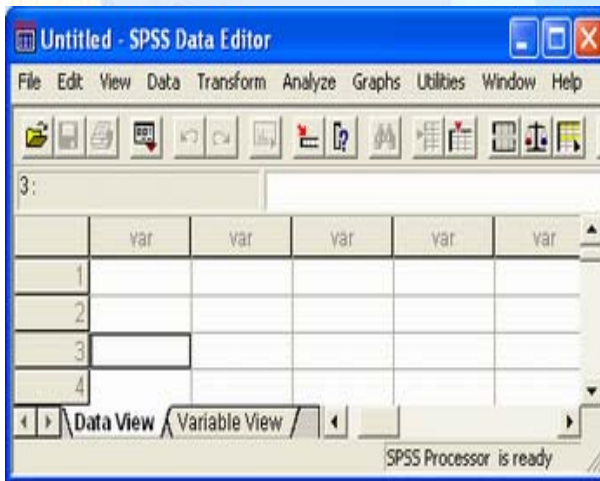 Untitled - SPSS Data Editor
File Edit View Data Transform Analyze Graphs Utilities Window Help
3:
var var var var var
1
2
3
4
Data View Variable View
SPSS Processor is ready